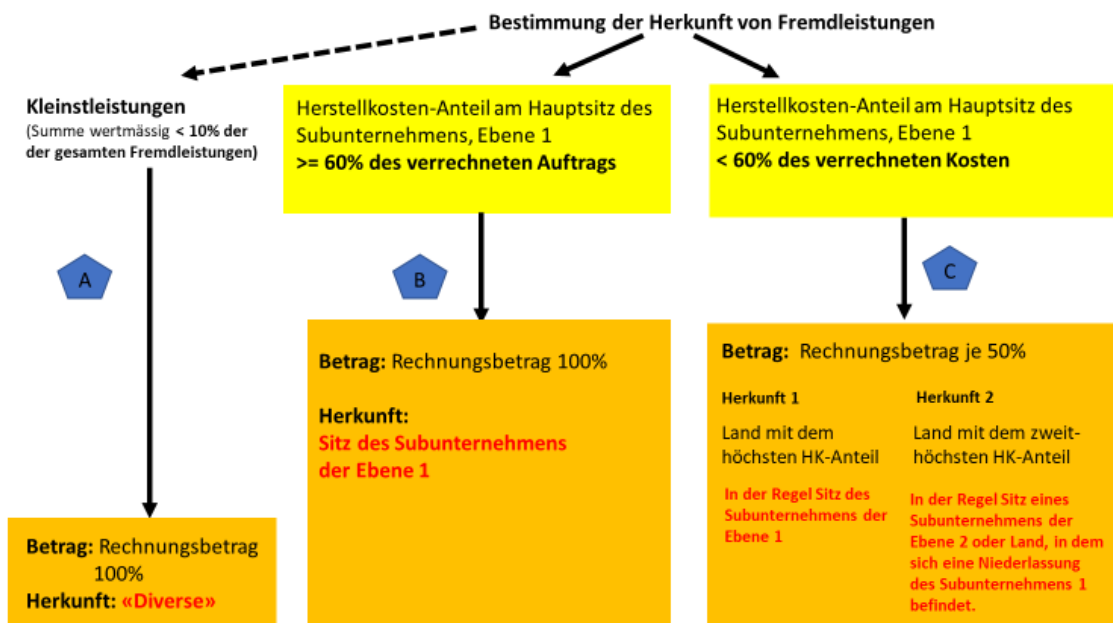 Bestimmung der Herkunft von Fremdleistungen
Kleinstleistungen
(Summe wertmässig < 10% der
der gesamten Fremdleistungen)
A
Betrag: Rechnungsbetrag
100%
Herkunft: «Diverse»
Herstellkosten-Anteil am Hauptsitz des
Subunternehmens, Ebene 1
>= 60% des verrechneten Auftrags
B
Betrag: Rechnungsbetrag 100%
Herkunft:
Sitz des Subunternehmens
der Ebene 1
Herstellkosten-Anteil am Hauptsitz des
Subunternehmens, Ebene 1
< 60% des verrechneten Kosten
C
Betrag: Rechnungsbetrag je 50%
Herkunft 1
Land mit dem
höchsten HK-Anteil
In der Regel Sitz des
Subunternehmens der
Ebene 1
Herkunft 2
Land mit dem zweit-
höchsten HK-Anteil
In der Regel Sitz eines
Subunternehmens der
Ebene 2 oder Land, in dem
sich eine Niederlassung
des Subunternehmens 1
befindet.